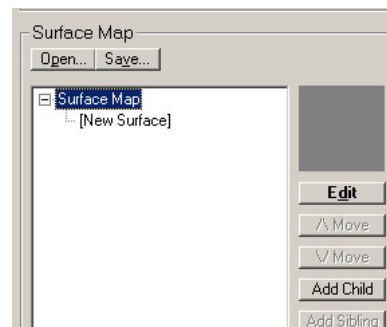 Surface Map
Open... Save...
Surface Map
[New Surface]
Edit
/\ Move
\/ Move
Add Child
Add Sibling